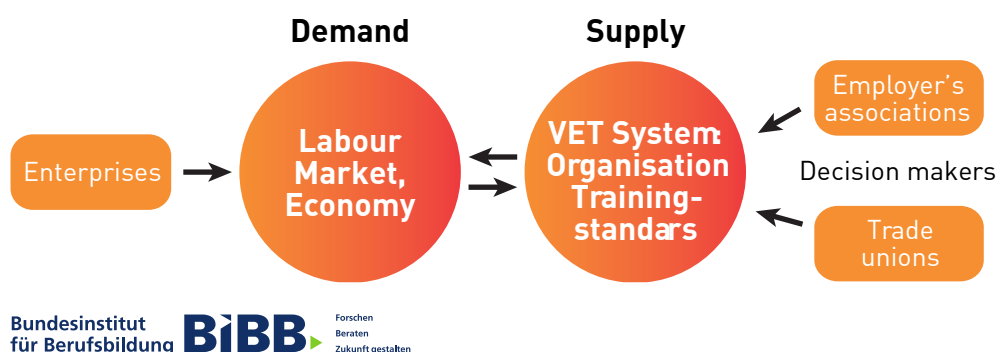 Demand
Supply
Enterprises
Labour
Market,
Economy
VET System:
Organisation
Training-
standars
Employer's
associations
Decision makers
Trade
unions
Bundesinstitut
für Berufsbildung
BiBB
Forschen
Beraten
Zukunft gestalten